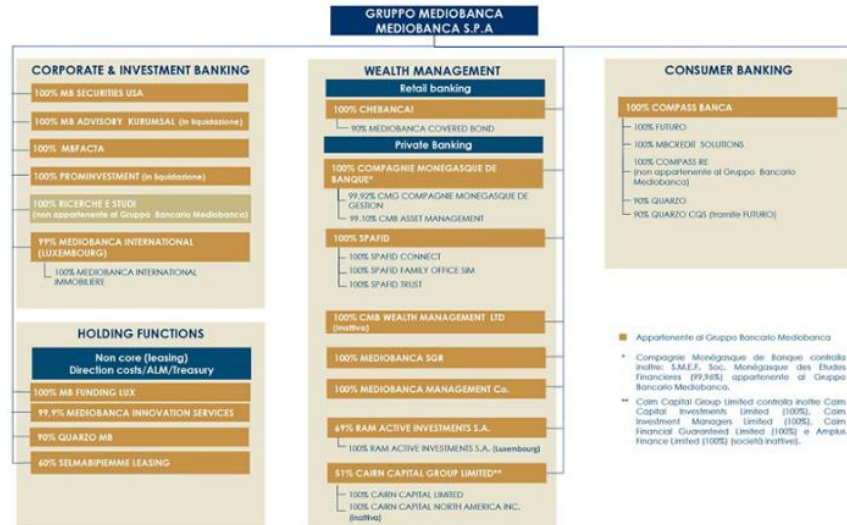 GRUPPO MEDIOBANCA
MEDIOBANCA S.P.A
CORPORATE & INVESTMENT BANKING
100% MB SECURITIES USA
100% MB ADVISORY KURUMSAL (in liquidazione)
100% MBFACTA
100% PROMINVESTMENT (in liquidazione)
100% RICERCHE E STUDI
(non appartenente al Gruppo Bancario Mediobanca)
99% MEDIOBANCA INTERNATIONAL
(LUXEMBOURG)
100% MEDIOBANCA INTERNATIONAL
IMMOBILIERE
HOLDING FUNCTIONS
Non core (leasing)
Direction costs/ALM/Treasury
100% MB FUNDING LUX
99,9% MEDIOBANCA INNOVATION SERVICES
90% QUARZO MB
60% SELMABIPIEMME LEASING
WEALTH MANAGEMENT
Retail banking
100% CHEBANCA!
90% MEDIOBANCA COVERED BOND
Private Banking
100% COMPAGNIE MONEGASQUE DE
BANQUE*
99,92% CMG COMPAGNIE MONEGASQUE DE
GESTION
99,10% CMB ASSET MANAGEMENT
100% SPAFID
100% SPAFID CONNECT
100% SPAFID FAMILY OFFICE SIM
100% SPAFID TRUST
100% CMB WEALTH MANAGEMENT LTD
(inattiva)
100% MEDIOBANCA SGR
100% MEDIOBANCA MANAGEMENT Co.
69% RAM ACTIVE INVESTMENTS S.A.
100% RAM ACTIVE INVESTMENTS S.A. (Luxembourg)
51% CAIRN CAPITAL GROUP LIMITED**
100% CAIRN CAPITAL LIMITED
100% CAIRN CAPITAL NORTH AMERICA INC.
(inattiva)
CONSUMER BANKING
100% COMPASS BANCA
100% FUTURO
100% MBCREDIT SOLUTIONS
100% COMPASS RE
(non appartenente al Gruppo Bancario
Mediobanca)
90% QUARZO
90% QUARZO CQS (tramite FUTURO)
Appartenente al Gruppo Bancario Mediobanca
* Compagnie Monégasque de Banque controlla
inoltre: S.M.E.F. Soc. Monégasque des Etudes
Financieres (99,96%) appartenente al Gruppo
Bancario Mediobanca.
** Cairn Capital Group Limited controlla inoltre Cairn
Capital Investments Limited (100%), Cairn
Investment Managers Limited (100%), Cairn
Financial Guaranteed Limited (100%) e Amplus
Finance Limited (100%) (società inattive).